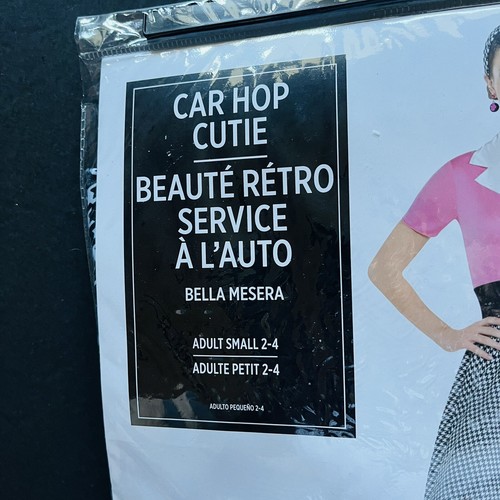 CAR HOP
CUTIE
BEAUTÉ RÉTRO
SERVICE
À L'AUTO
BELLA MESERA
ADULT SMALL 2-4
ADULTE PETIT 2-4
ADULTO PEQUEÑO 2-4